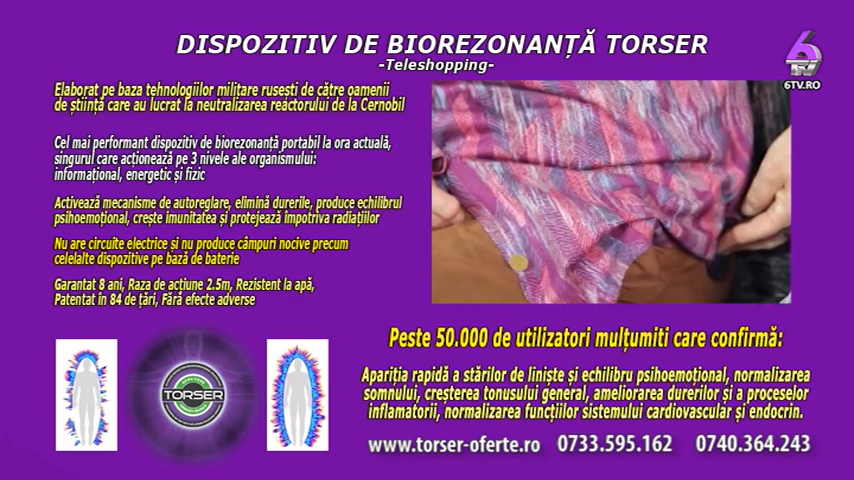 DISPOZITIV DE BIOREZONANȚĂ TORSER
-Teleshopping-
6
TV
6TV.RO
Elaborat pe baza tehnologiilor militare rusești de către oamenii
de știință care au lucrat la neutralizarea reactorului de la Cernobil
Cel mai performant dispozitiv de biorezonanță portabil la ora actuală,
singurul care acționează pe 3 nivele ale organismului:
informațional, energetic și fizic
Activează mecanisme de autoreglare, elimină durerile, produce echilibrul
psihoemoțional, crește imunitatea și protejează împotriva radiațiilor
Nu are circuite electrice și nu produce câmpuri nocive precum
celelalte dispozitive pe bază de baterie
Garantat 8 ani, Raza de acțiune 2.5m, Rezistent la apă,
Patentat în 84 de țări, Fără efecte adverse
Peste 50.000 de utilizatori mulțumiti care confirmă:
Apariția rapidă a stărilor de liniște și echilibru psihoemoțional, normalizarea
somnului, creșterea tonusului general, ameliorarea durerilor și a proceselor
inflamatorii, normalizarea funcțiilor sistemului cardiovascular și endocrin.
TORSER
www.torser-oferte.ro 0733.595.162 0740.364.243